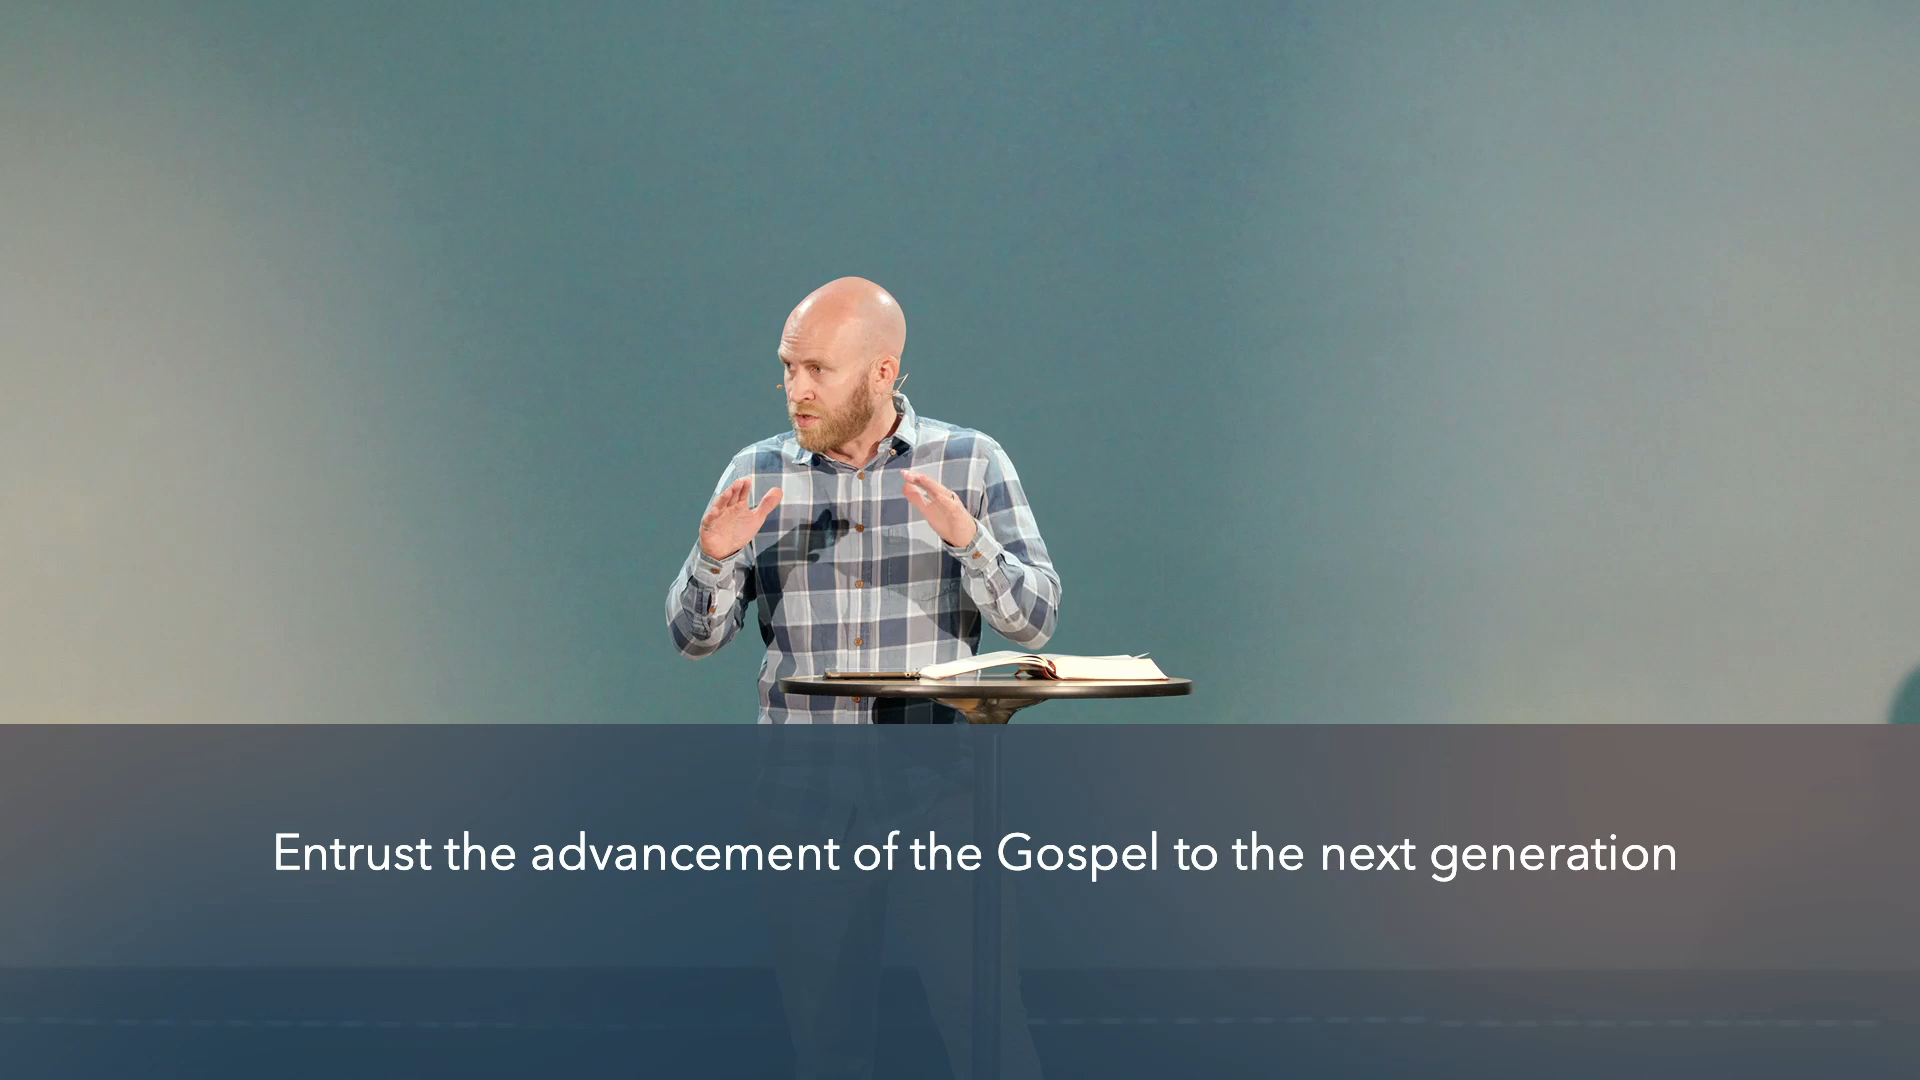 Entrust the advancement of the Gospel to the next generation